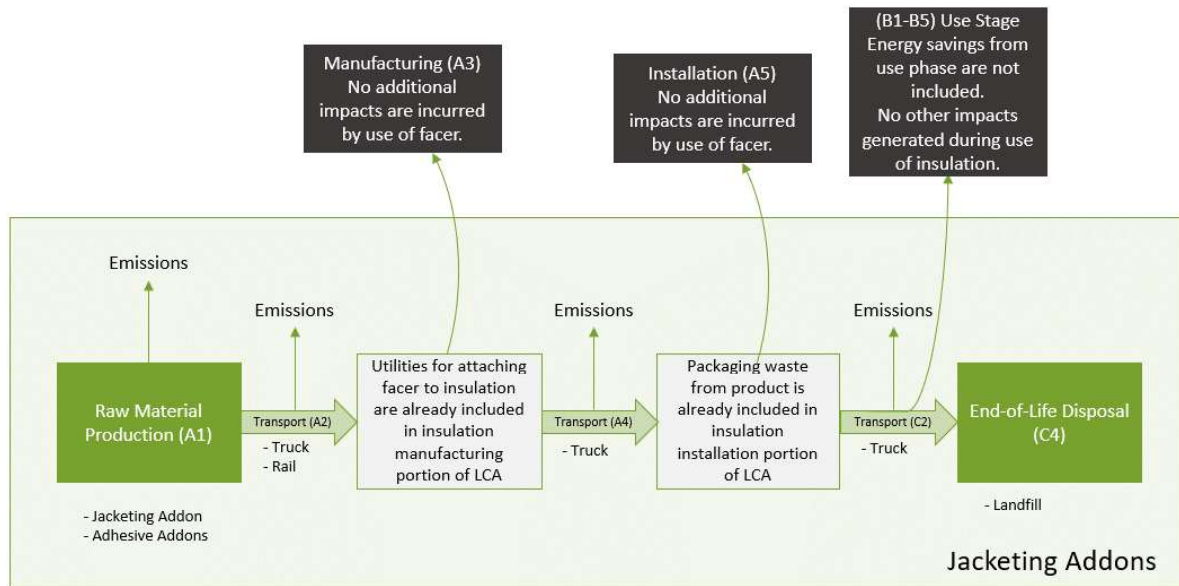 Manufacturing (A3)
No additional
impacts are incurred
by use of facer.
Installation (A5)
No additional
impacts are incurred
by use of facer.
(B1-B5) Use Stage
Energy savings from
use phase are not
included.
No other impacts
generated during use
of insulation.
Emissions
Emissions
Emissions
Emissions
Raw Material
Production (A1)
- Jacketing Addon
- Adhesive Addons
Transport (A2)
- Truck
- Rail
Utilities for attaching
facer to insulation
are already included
in insulation
manufacturing
portion of LCA
Transport (A4)
- Truck
Packaging waste
from product is
already included in
insulation
installation portion
of LCA
Transport (C2)
- Truck
End-of-Life Disposal
(C4)
- Landfill
Jacketing Addons